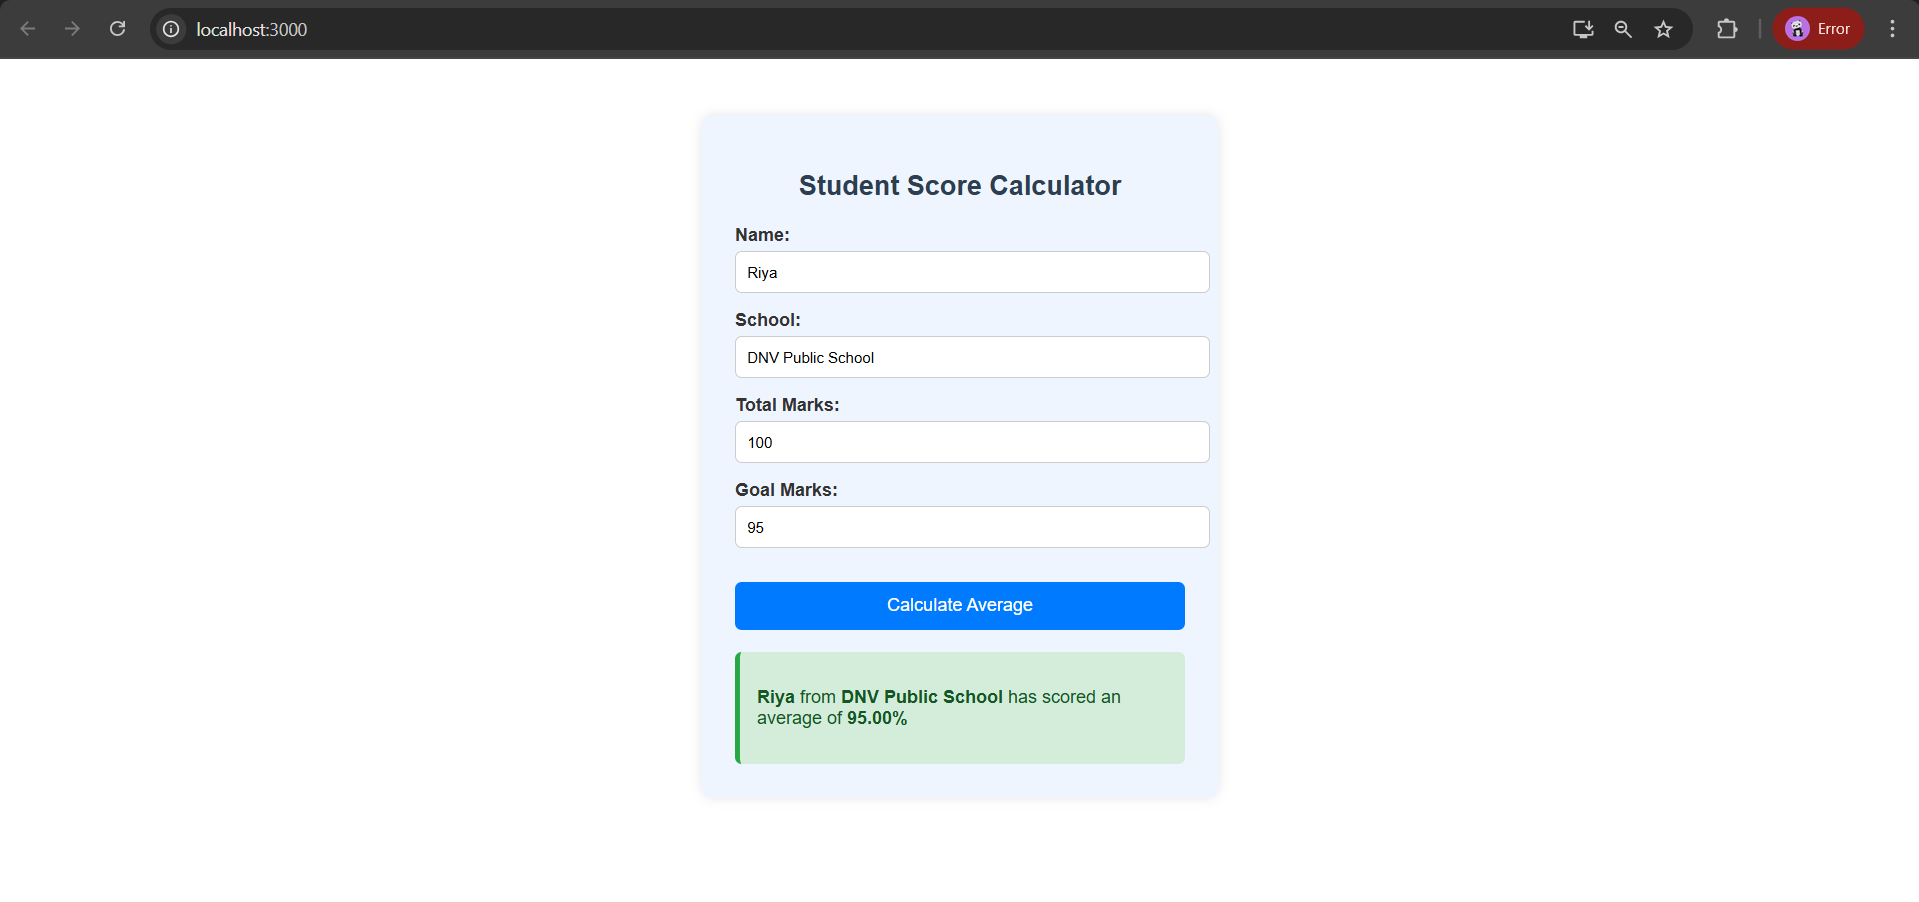 localhost:3000
Error
Student Score Calculator
Name:
Riya
School:
DNV Public School
Total Marks:
100
Goal Marks:
95
Calculate Average
Riya from DNV Public School has scored an
average of 95.00%